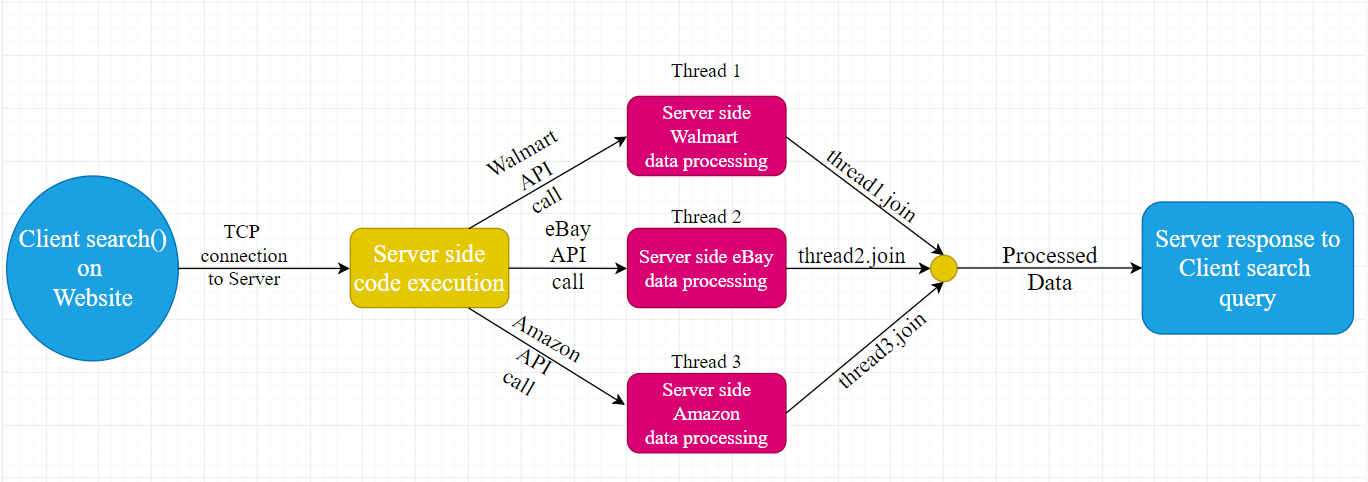 Client search()
on
Website
TCP
connection
to Server
Server side
code execution
Walmart
API
call
eBay
API
call
Amazon
API
call
Thread 1
Server side
Walmart
data processing
Thread 2
Server side eBay
data processing
Thread 3
Server side
Amazon
data processing
thread1.join
thread2.join
thread3.join
Processed
Data
Server response to
Client search
query